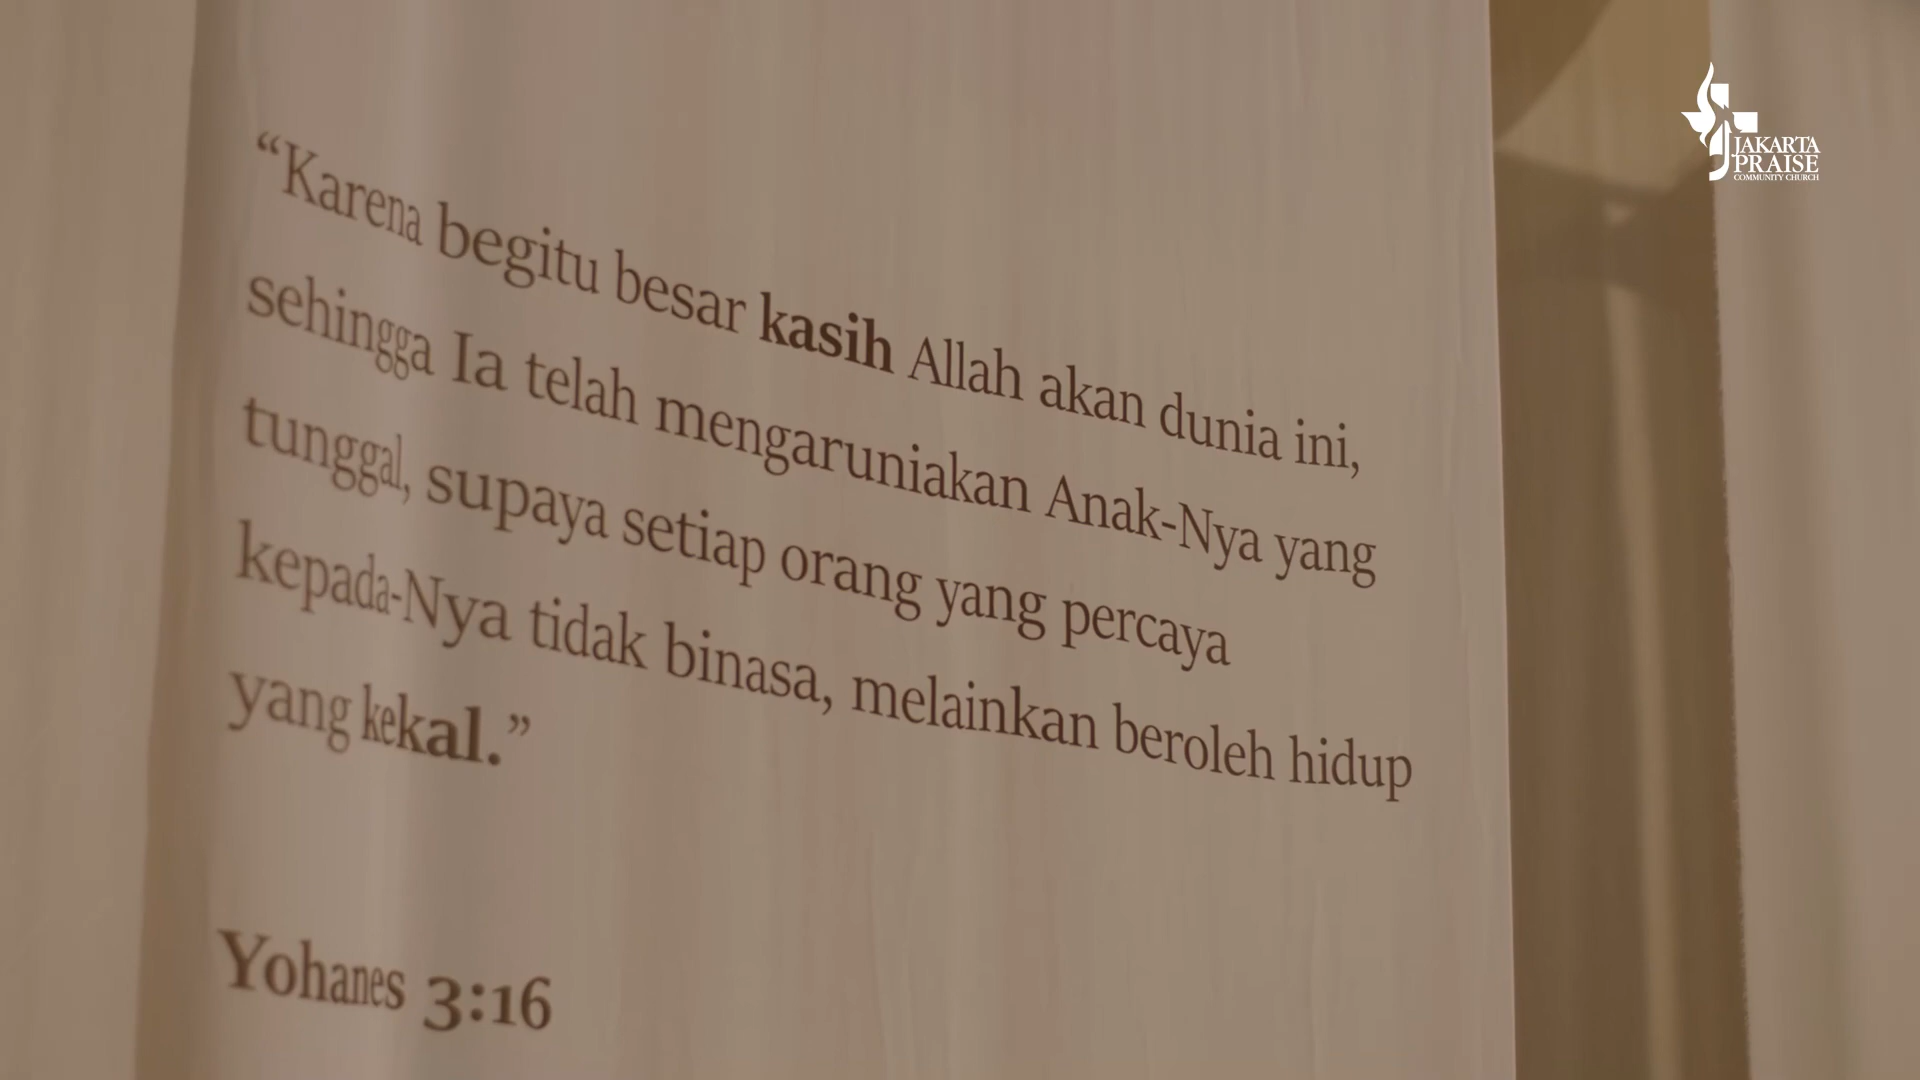 “Karena begitu besar kasih Allah akan dunia ini,
sehingga Ia telah mengaruniakan Anak-Nya yang
tunggal, supaya setiap orang yang percaya
kepada-Nya tidak binasa, melainkan beroleh hidup
yang kekal.”
Yohanes 3:16
JAKARTA
PRAISE
COMMUNITY CHURCH